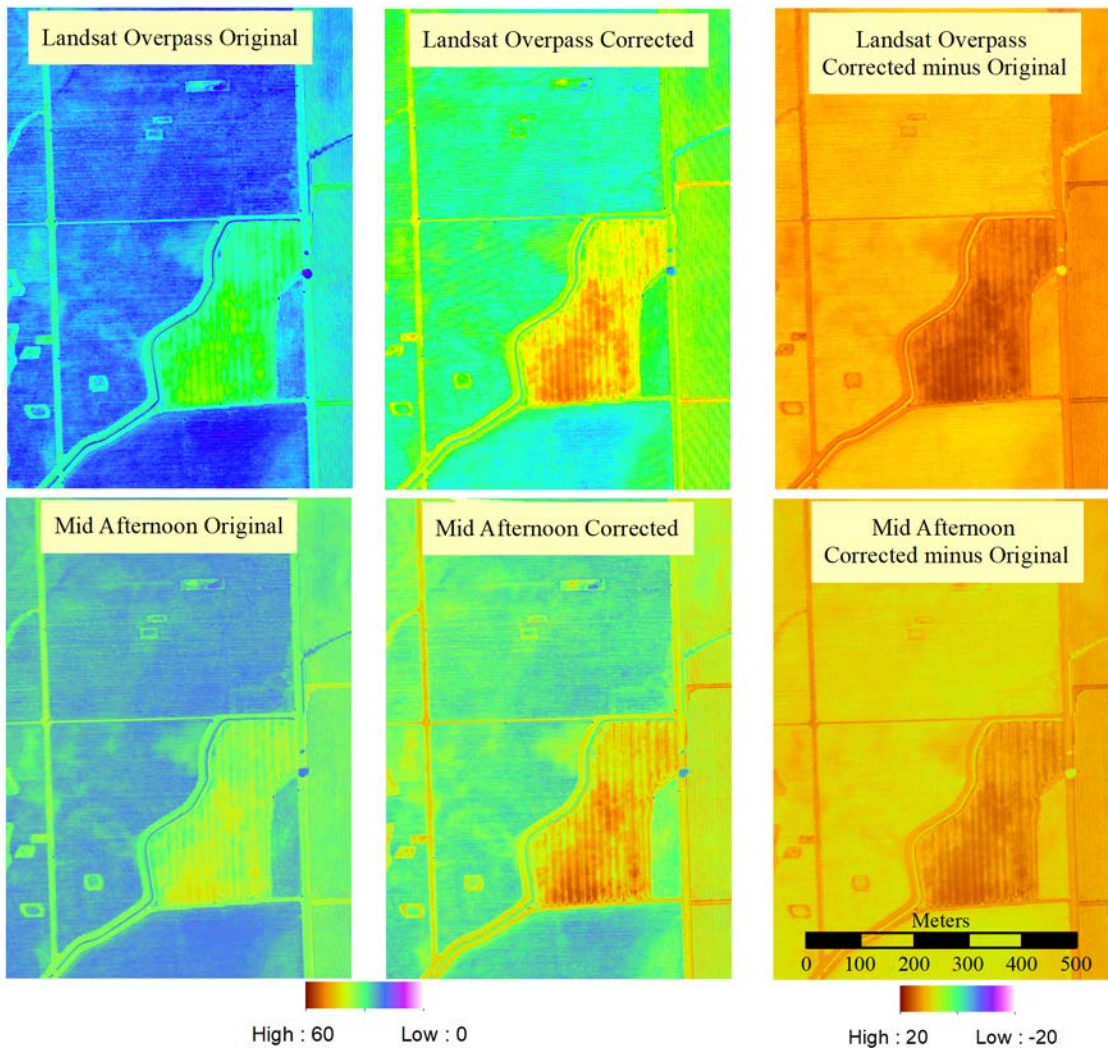 Landsat Overpass Original
Landsat Overpass Corrected
Landsat Overpass
Corrected minus Original
Mid Afternoon Original
Mid Afternoon Corrected
Mid Afternoon
Corrected minus Original
Meters
0 100 200 300 400 500
High : 60 Low : 0
High : 20 Low : -20